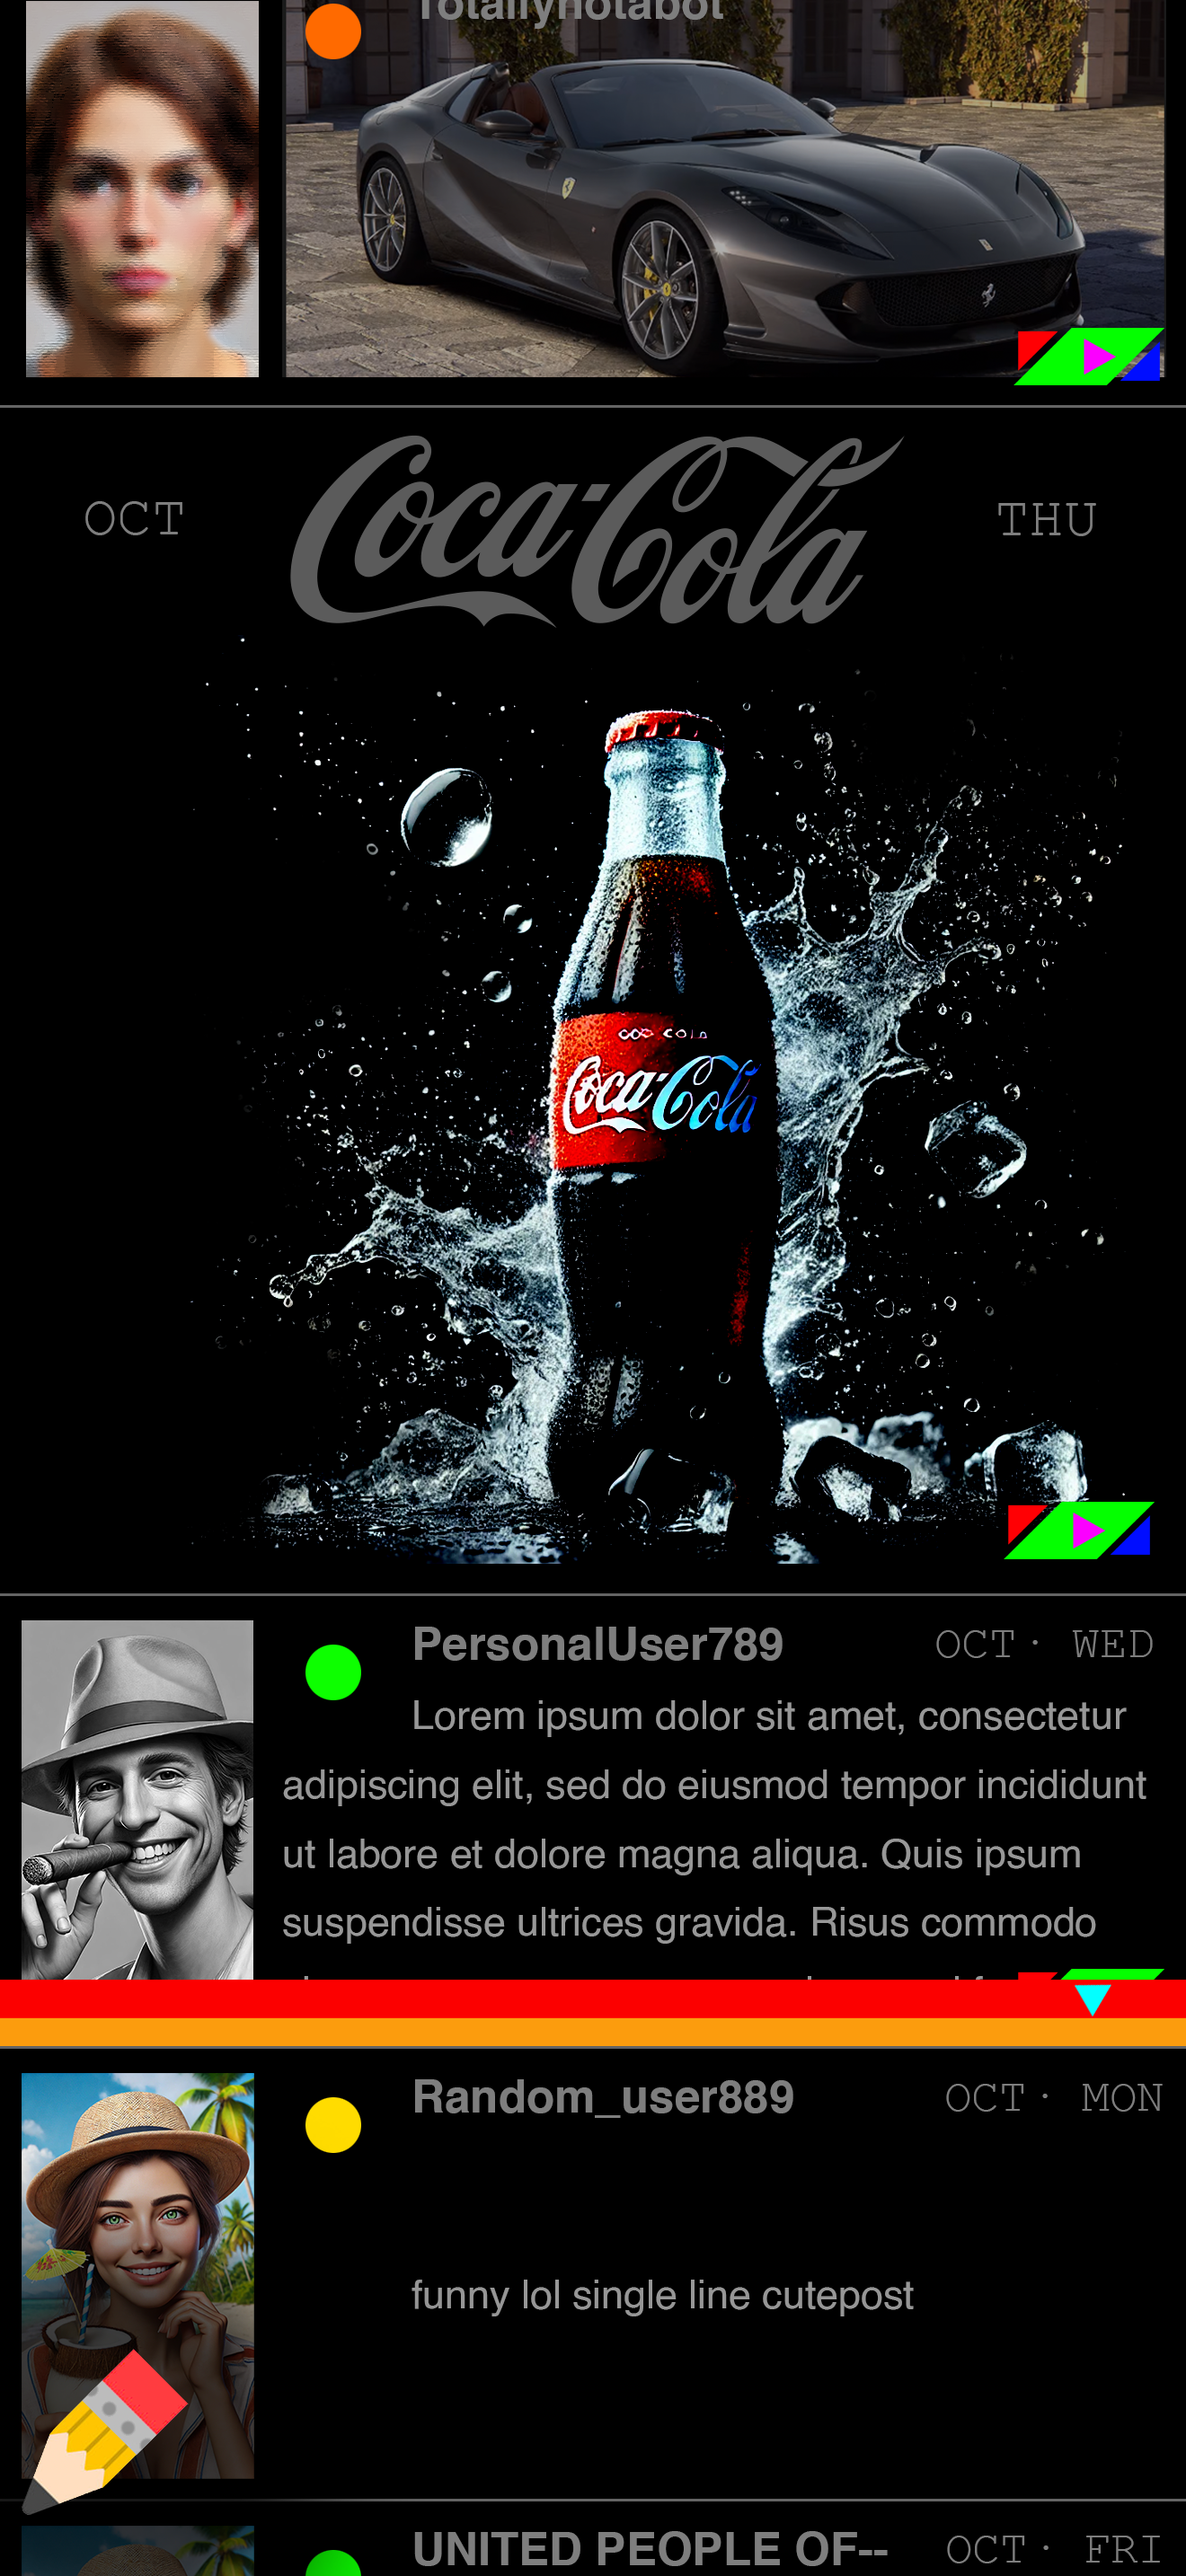 Totallynotabot
OCT
Coca-Cola
THU
Coca-Cola
PersonalUser789
OCT · WED
Lorem ipsum dolor sit amet, consectetur
adipiscing elit, sed do eiusmod tempor incididunt
ut labore et dolore magna aliqua. Quis ipsum
suspendisse ultrices gravida. Risus commodo
Random_user889
OCT · MON
funny lol single line cutepost
UNITED PEOPLE OF--
OCT · FRI